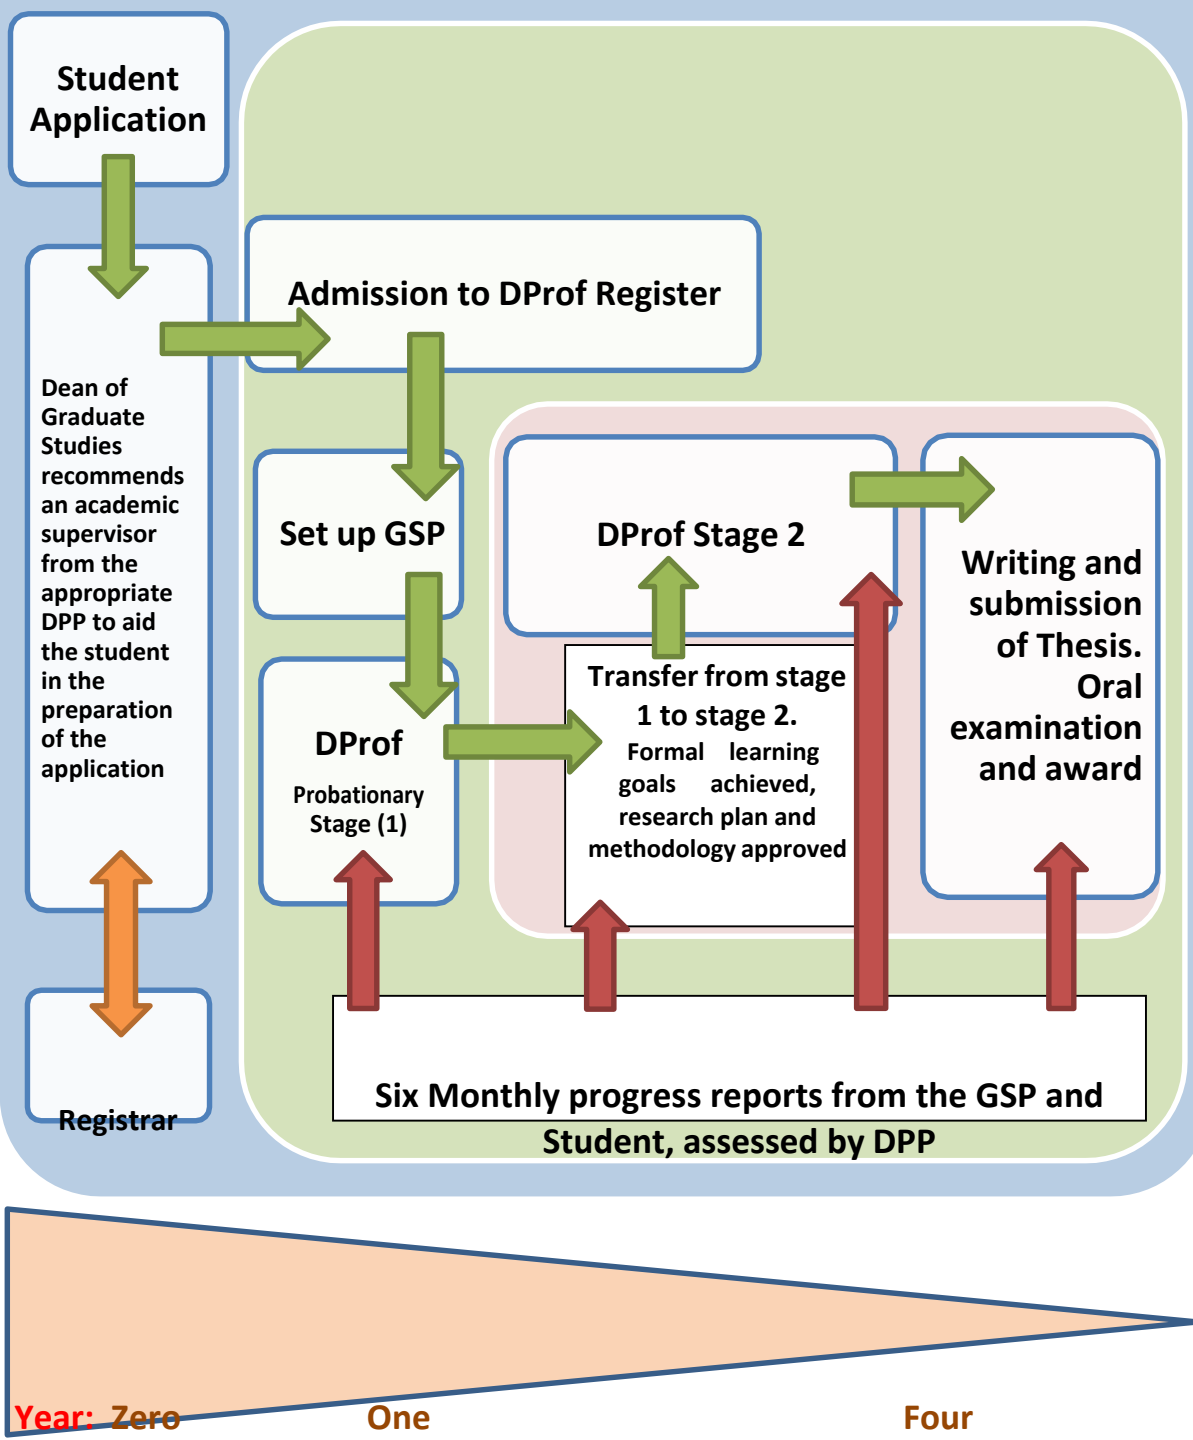 Student
Application
Admission to DProf Register
Dean of
Graduate
Studies
recommends
an academic
supervisor
from the
appropriate
DPP to aid
the student
in the
preparation
of the
application
Set up GSP
DProf Stage 2
Writing and
submission
of Thesis.
Oral
examination
and award
DProf
Probationary
Stage (1)
Transfer from stage
1 to stage 2.
Formal learning
goals achieved,
research plan and
methodology approved
Registrar
Six Monthly progress reports from the GSP and
Student, assessed by DPP
Year: Zero One Four